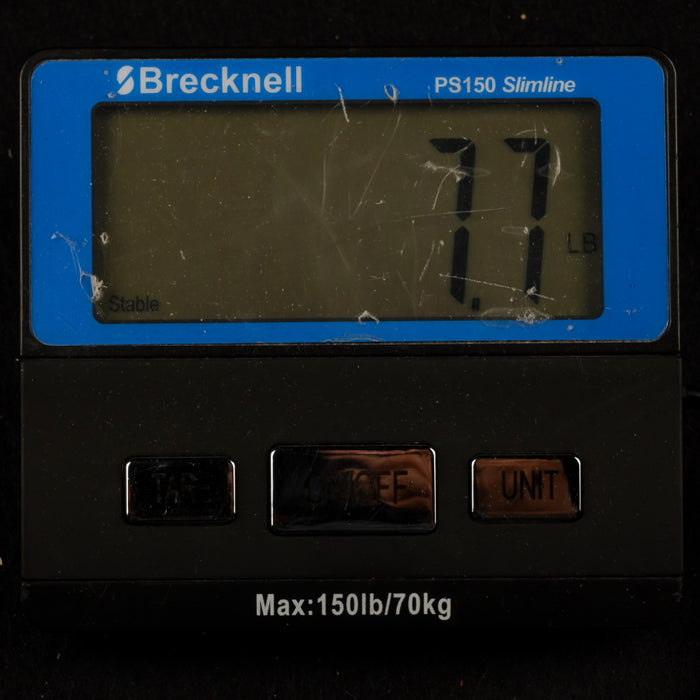 Brecknell PS150 Slimline
7.7 LB
Stable
TARE ON/OFF UNIT
Max:150lb/70kg